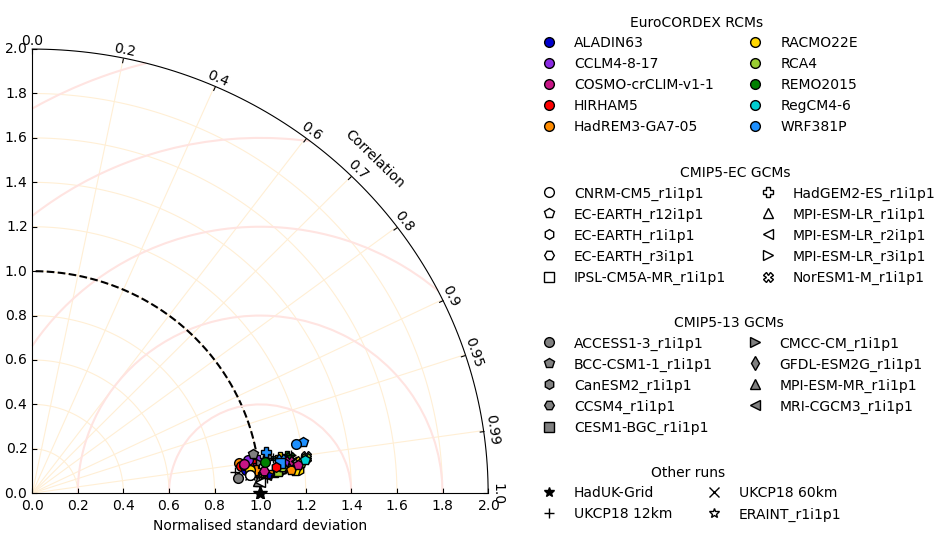 0.0
0.2
0.4
0.6
0.7
0.8
0.9
0.95
0.99
1.0
Correlation
2.0
1.8
1.6
1.4
1.2
1.0
0.8
0.6
0.4
0.2
0.0
0.0 0.2 0.4 0.6 0.8 1.0 1.2 1.4 1.6 1.8 2.0
Normalised standard deviation
EuroCORDEX RCMs
ALADIN63 RACMO22E
CCLM4-8-17 RCA4
COSMO-crCLIM-v1-1 REMO2015
HIRHAM5 RegCM4-6
HadREM3-GA7-05 WRF381P
CMIP5-EC GCMs
CNRM-CM5_r1i1p1 HadGEM2-ES_r1i1p1
EC-EARTH_r12i1p1 MPI-ESM-LR_r1i1p1
EC-EARTH_r1i1p1 MPI-ESM-LR_r2i1p1
EC-EARTH_r3i1p1 MPI-ESM-LR_r3i1p1
IPSL-CM5A-MR_r1i1p1 NorESM1-M_r1i1p1
CMIP5-13 GCMs
ACCESS1-3_r1i1p1 CMCC-CM_r1i1p1
BCC-CSM1-1_r1i1p1 GFDL-ESM2G_r1i1p1
CanESM2_r1i1p1 MPI-ESM-MR_r1i1p1
CCSM4_r1i1p1 MRI-CGCM3_r1i1p1
CESM1-BGC_r1i1p1
Other runs
HadUK-Grid UKCP18 60km
UKCP18 12km ERAINT_r1i1p1